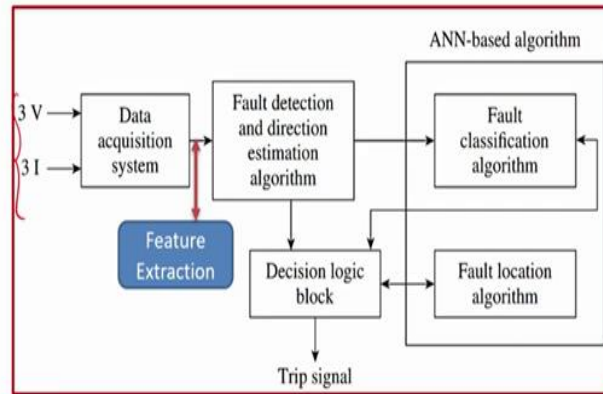 ANN-based algorithm
3 V
3 I
Data
acquisition
system
Fault detection
and direction
estimation
algorithm
Fault
classification
algorithm
Feature
Extraction
Decision logic
block
Fault location
algorithm
Trip signal